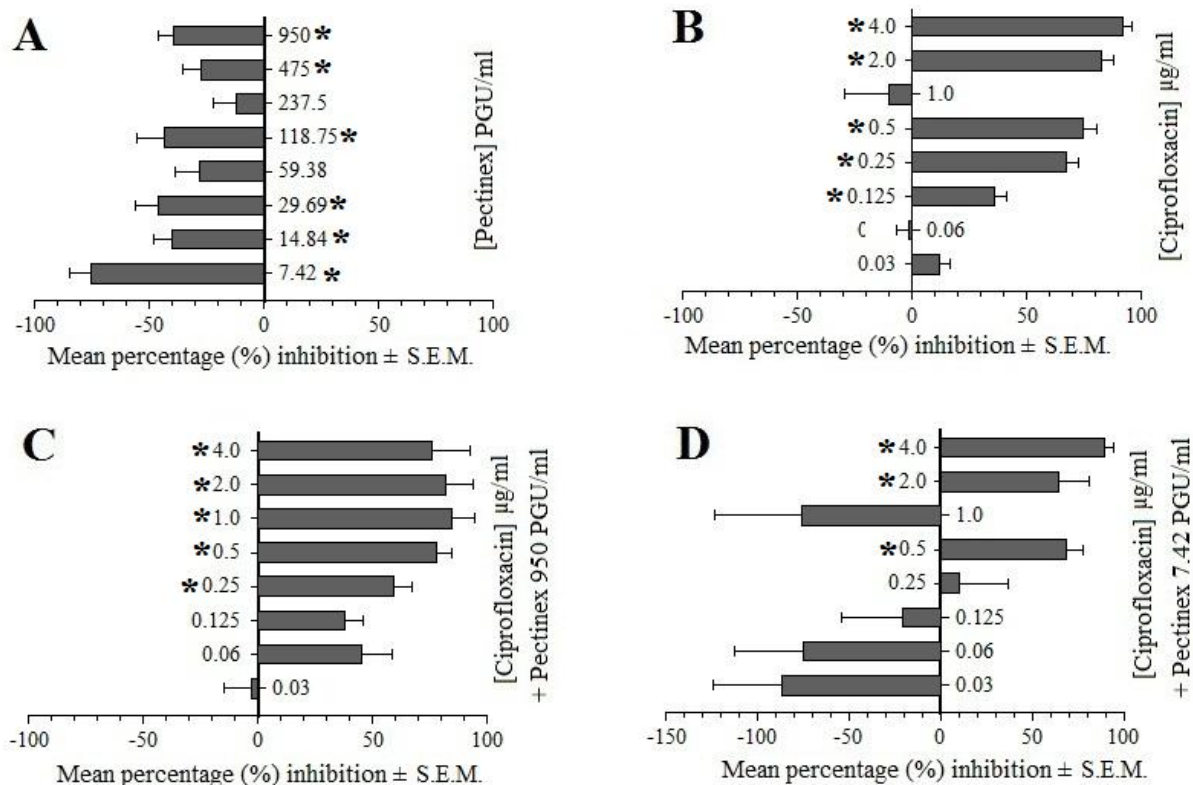 A
950 *
475 *
237.5
118.75 *
59.38
29.69 *
14.84 *
7.42 *
[Pectinex] PGU/ml
-100 -50 0 50 100
Mean percentage (%) inhibition ± S.E.M.
B
* 4.0
* 2.0
1.0
* 0.5
* 0.25
* 0.125
0.06
0.03
[Ciprofloxacin] µg/ml
-100 -50 0 50 100
Mean percentage (%) inhibition ± S.E.M.
C
* 4.0
* 2.0
* 1.0
* 0.5
* 0.25
0.125
0.06
0.03
[Ciprofloxacin] µg/ml
+ Pectinex 950 PGU/ml
-100 -50 0 50 100
Mean percentage (%) inhibition ± S.E.M.
D
* 4.0
* 2.0
1.0
* 0.5
0.25
0.125
0.06
0.03
[Ciprofloxacin] µg/ml
+ Pectinex 7.42 PGU/ml
-150 -100 -50 0 50 100
Mean percentage (%) inhibition ± S.E.M.